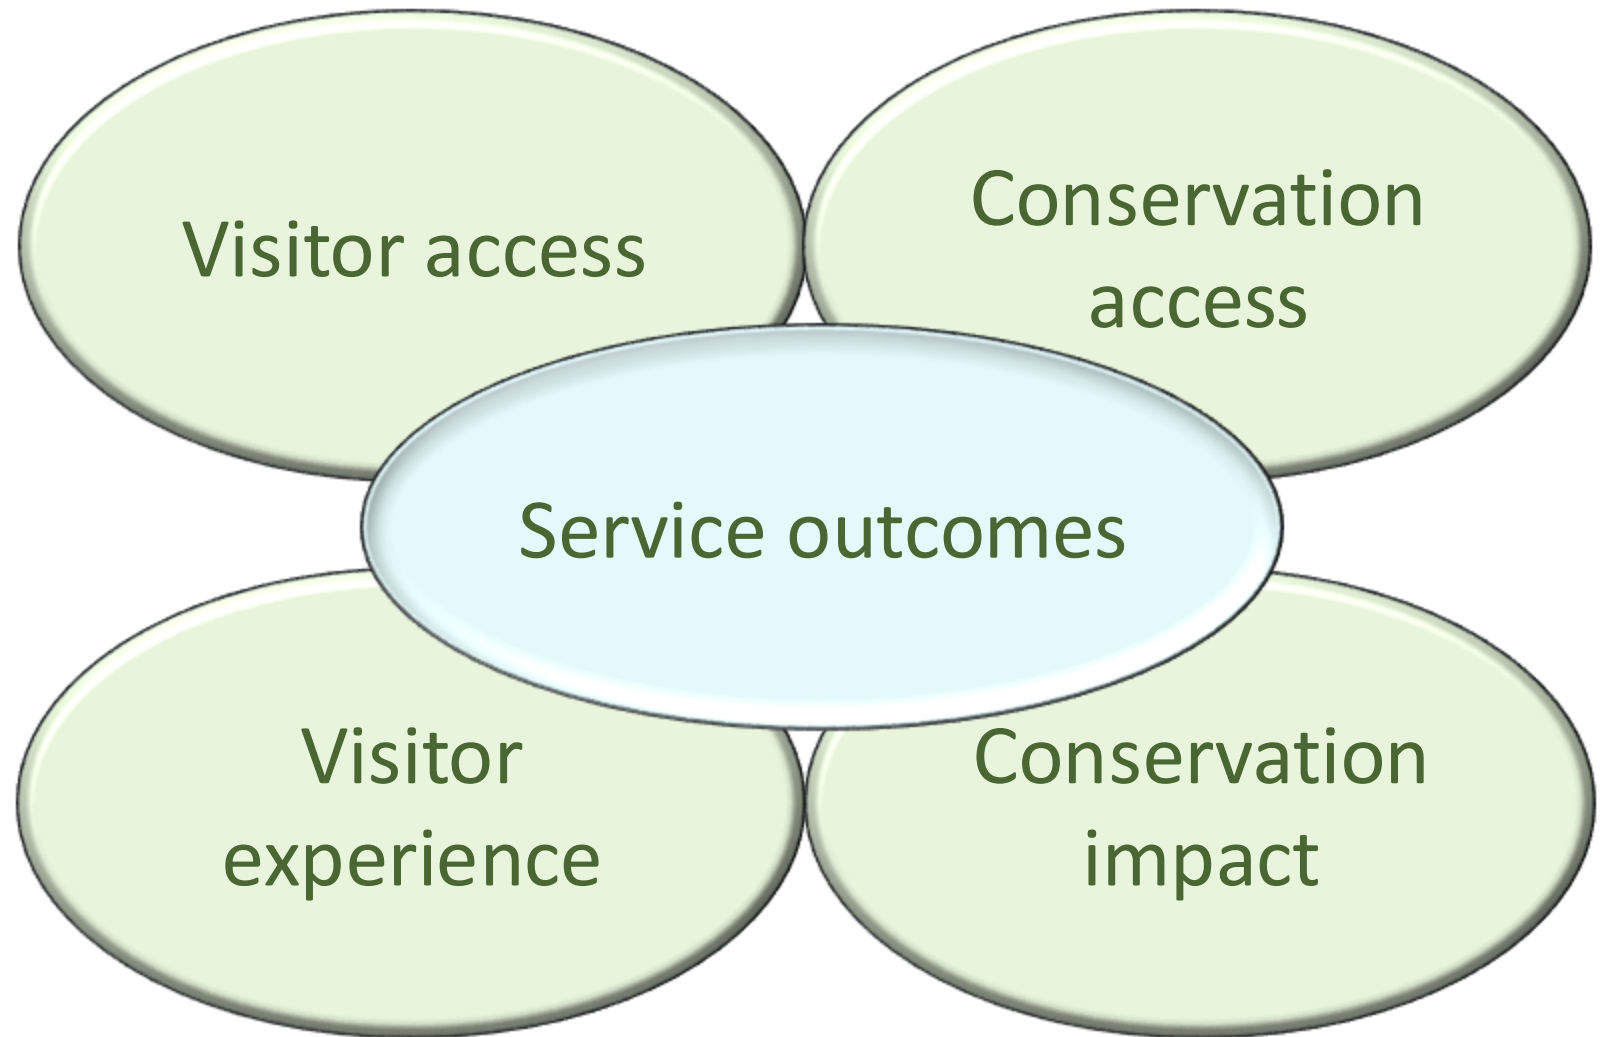 Visitor access
Conservation
access
Service outcomes
Visitor
experience
Conservation
impact